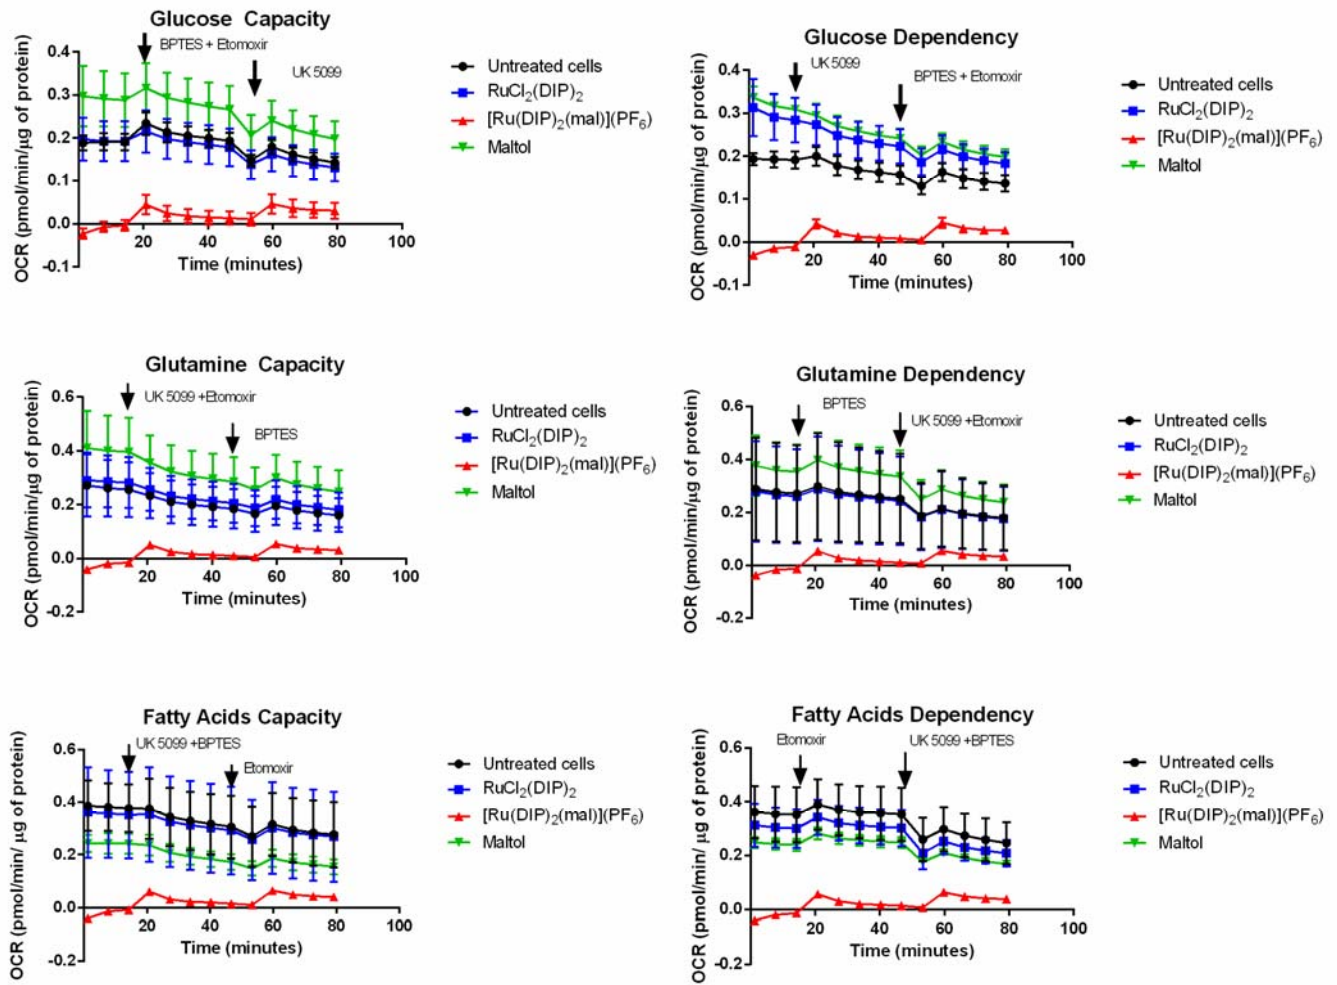 Glucose Capacity
BPTES + Etomoxir
UK 5099
OCR (pmol/min/µg of protein)
0.4
0.3
0.2
0.1
0.0
-0.1
20 40 60 80 100
Time (minutes)
Untreated cells
RuCl2(DIP)2
[Ru(DIP)2(mal)](PF6)
Maltol
Glucose Dependency
UK 5099
BPTES + Etomoxir
OCR (pmol/min/µg of protein)
0.4
0.3
0.2
0.1
0.0
-0.1
20 40 60 80 100
Time (minutes)
Untreated cells
RuCl2(DIP)2
[Ru(DIP)2(mal)](PF6)
Maltol
Glutamine Capacity
UK 5099 +Etomoxir
BPTES
OCR (pmol/min/µg of protein)
0.6
0.4
0.2
0.0
-0.2
20 40 60 80 100
Time (minutes)
Untreated cells
RuCl2(DIP)2
[Ru(DIP)2(mal)](PF6)
Maltol
Glutamine Dependency
BPTES
UK 5099 +Etomoxir
OCR (pmol/min/µg of protein)
0.6
0.4
0.2
0.0
-0.2
20 40 60 80 100
Time (minutes)
Untreated cells
RuCl2(DIP)2
[Ru(DIP)2(mal)](PF6)
Maltol
Fatty Acids Capacity
UK 5099 +BPTES
Etomoxir
OCR (pmol/min/ µg of protein)
0.6
0.4
0.2
0.0
-0.2
20 40 60 80 100
Time (minutes)
Untreated cells
RuCl2(DIP)2
[Ru(DIP)2(mal)](PF6)
Maltol
Fatty Acids Dependency
Etomoxir
UK 5099 +BPTES
OCR (pmol/min/ µg of protein)
0.6
0.4
0.2
0.0
-0.2
20 40 60 80 100
Time (minutes)
Untreated cells
RuCl2(DIP)2
[Ru(DIP)2(mal)](PF6)
Maltol